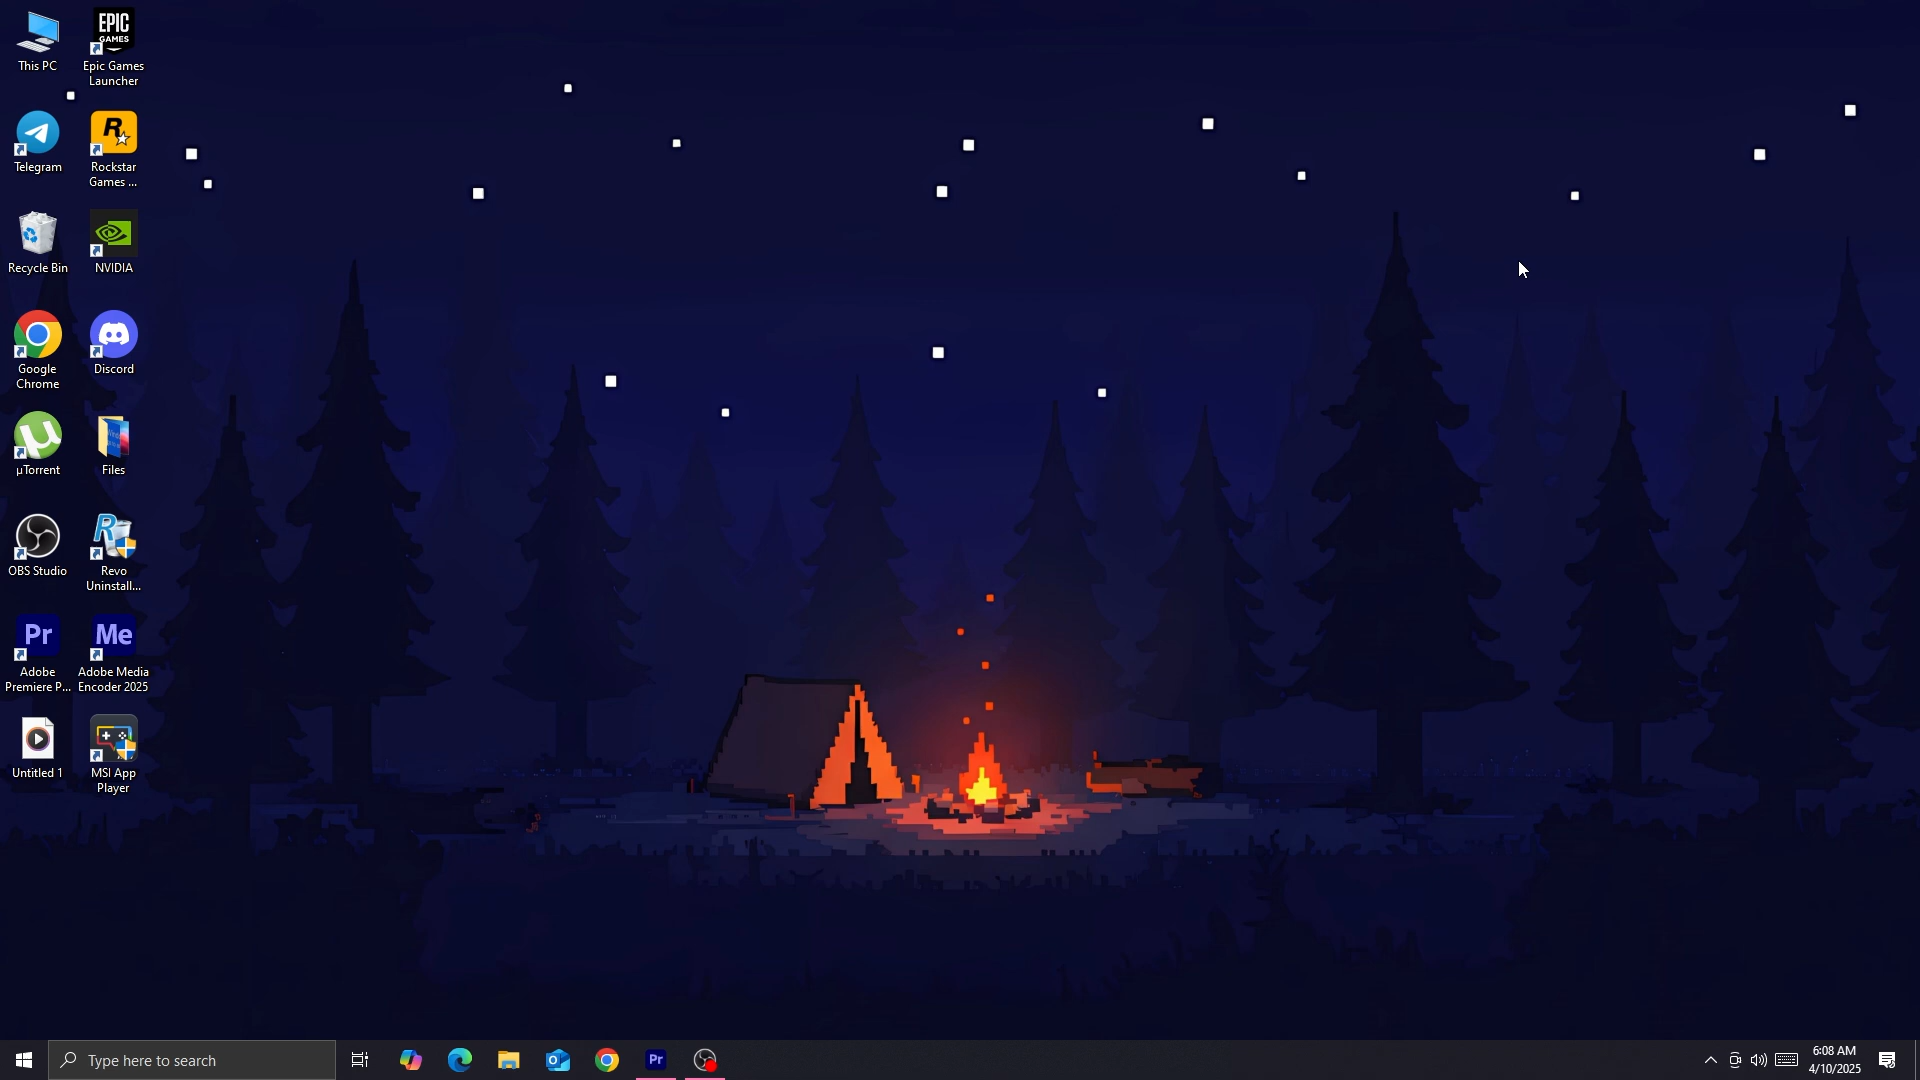 This PC
EPIC
GAMES
Epic Games
Launcher
Telegram
R
Rockstar
Games ...
Recycle Bin
NVIDIA
Google
Chrome
Discord
µ
µTorrent
Files
OBS Studio
R
Revo
Uninstall...
Pr
Adobe
Premiere P...
Me
Adobe Media
Encoder 2025
Untitled 1
MSI App
Player
Type here to search
Pr
6:08 AM
4/10/2025